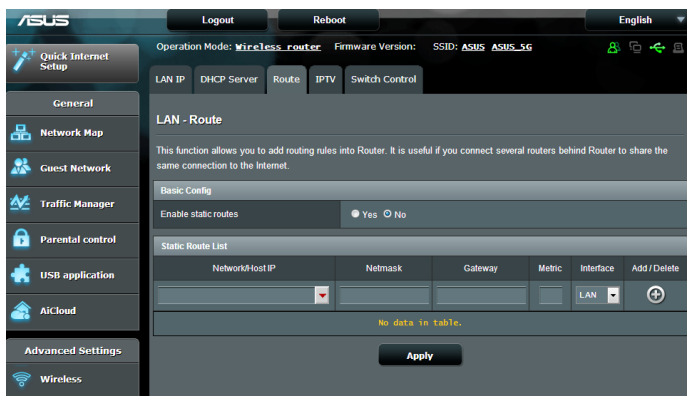 ASUS
Logout
Reboot
English
Quick Internet
Setup
Operation Mode: Wireless router Firmware Version: SSID: ASUS ASUS_5G
LAN IP DHCP Server Route IPTV Switch Control
General
Network Map
Guest Network
Traffic Manager
Parental control
USB application
AiCloud
Advanced Settings
Wireless
LAN - Route
This function allows you to add routing rules into Router. It is useful if you connect several routers behind Router to share the
same connection to the Internet.
Basic Config
Enable static routes Yes No
Static Route List
Network/Host IP Netmask Gateway Metric Interface Add / Delete
LAN
No data in table.
Apply